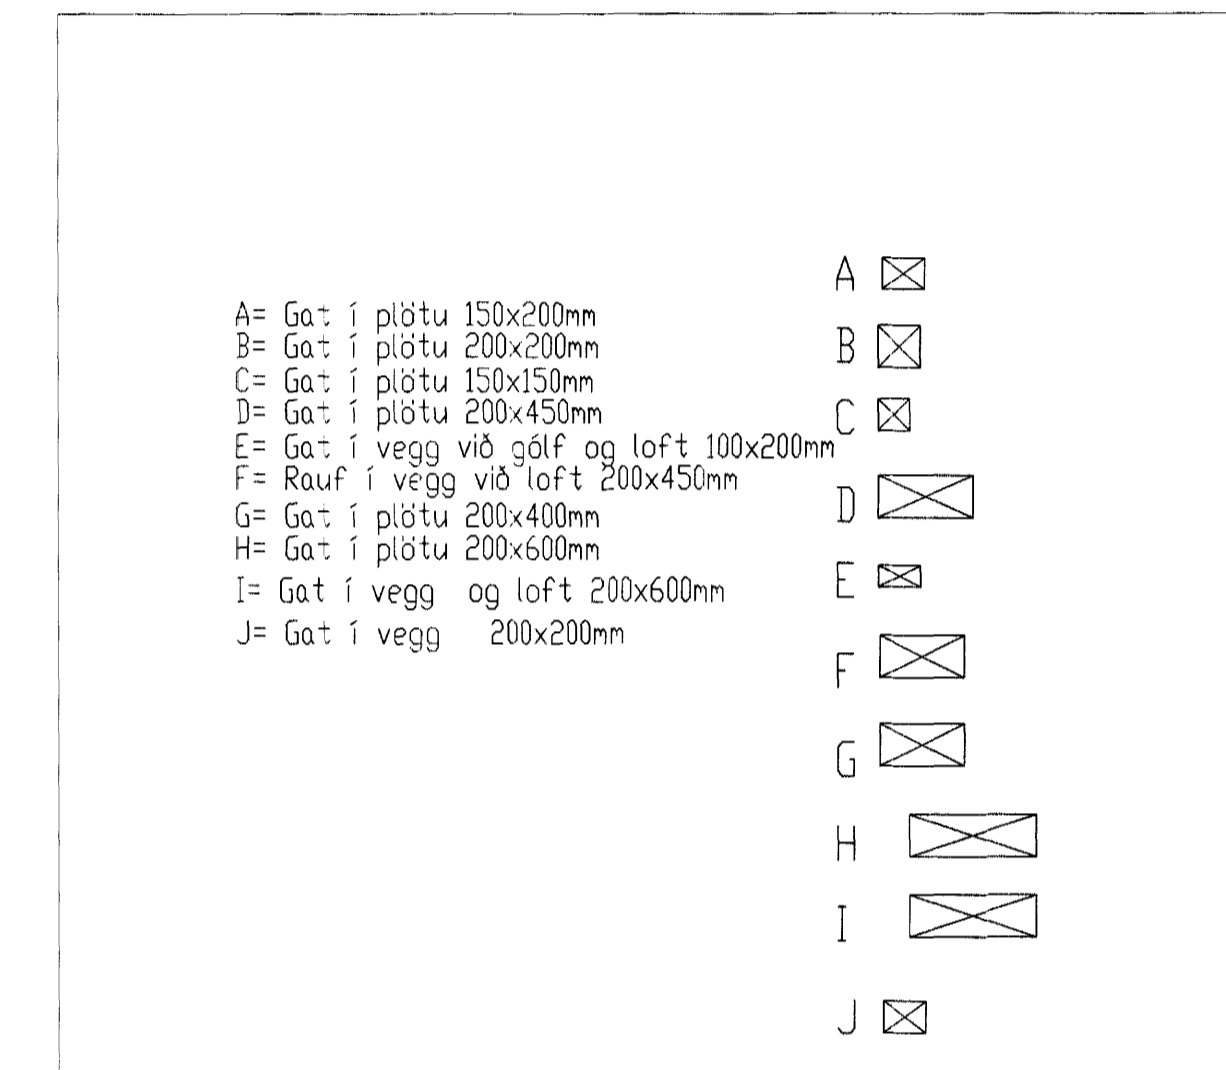 A= Gat í plötu 150x200mm
B= Gat í plötu 200x200mm
C= Gat í plötu 150x150mm
D= Gat í plötu 200x450mm
E= Gat í vegg við gólf og loft 100x200mm
F= Rauf í vegg við loft 200x450mm
G= Gat í plötu 200x400mm
H= Gat í plötu 200x600mm
I= Gat í vegg og loft 200x600mm
J= Gat í vegg 200x200mm
A
B
C
D
E
F
G
H
I
J